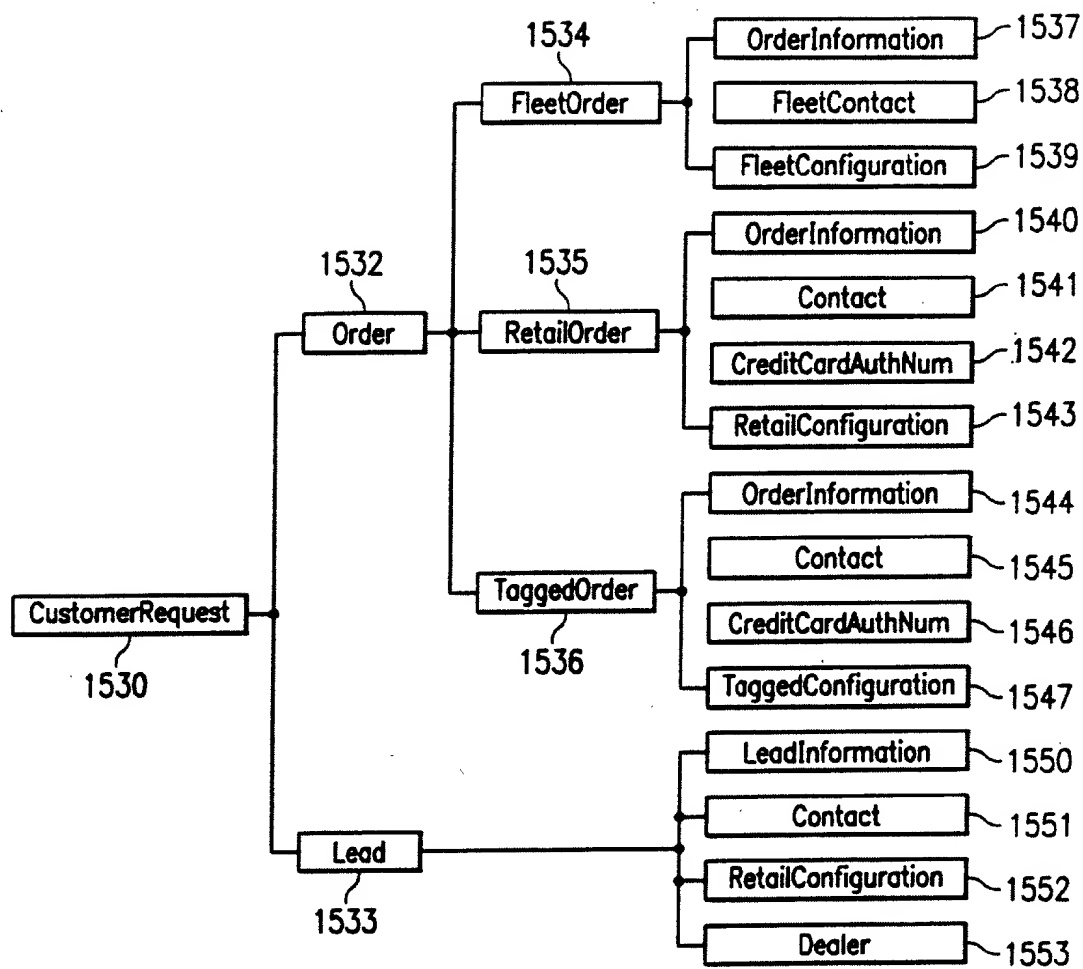 1534
FleetOrder
OrderInformation
1537
FleetContact
1538
FleetConfiguration
1539
1532
Order
1535
RetailOrder
OrderInformation
1540
Contact
1541
CreditCardAuthNum
1542
RetailConfiguration
1543
TaggedOrder
1536
OrderInformation
1544
Contact
1545
CreditCardAuthNum
1546
TaggedConfiguration
1547
CustomerRequest
1530
Lead
1533
LeadInformation
1550
Contact
1551
RetailConfiguration
1552
Dealer
1553